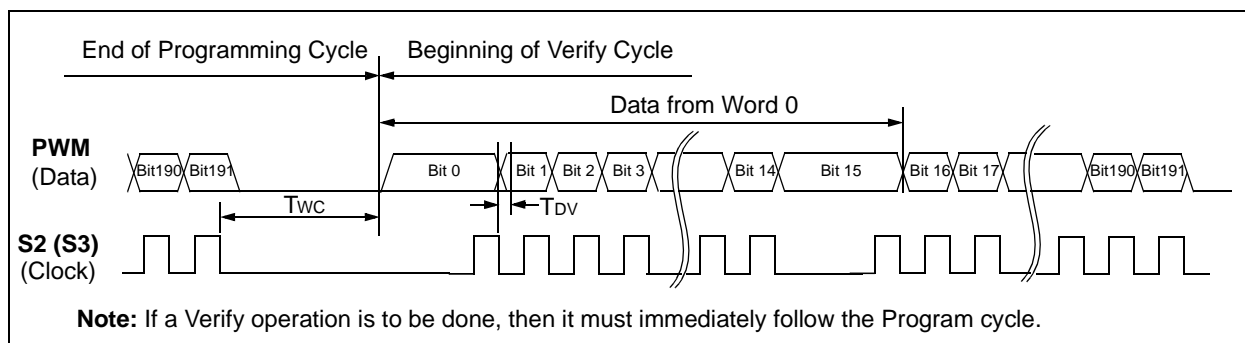 End of Programming Cycle Beginning of Verify Cycle
Data from Word 0
PWM
(Data)
Bit190 Bit191 Bit 0 Bit 1 Bit 2 Bit 3 Bit 14 Bit 15 Bit 16 Bit 17 Bit190 Bit191
TWC TDV
S2 (S3)
(Clock)
Note: If a Verify operation is to be done, then it must immediately follow the Program cycle.